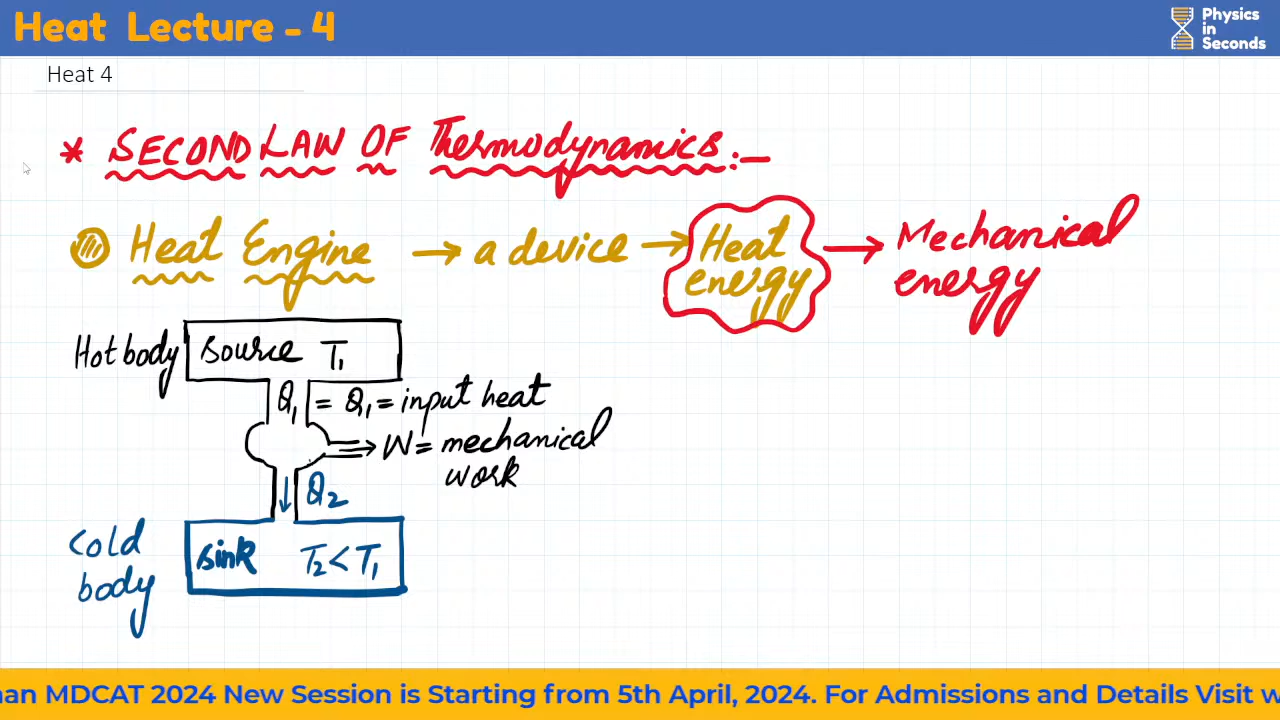 Heat Lecture - 4
Physics
in
Seconds
Heat 4
* SECOND LAW OF Thermodynamics:-
Heat Engine → a device → Heat energy → Mechanical energy
Hot body
Source T₁
Q₁ = Q₁ = input heat
⇒ W = mechanical
work
↓ Q₂
Cold
body
Sink T₂ < T₁
nan MDCAT 2024 New Session is Starting from 5th April, 2024. For Admissions and Details Visit w